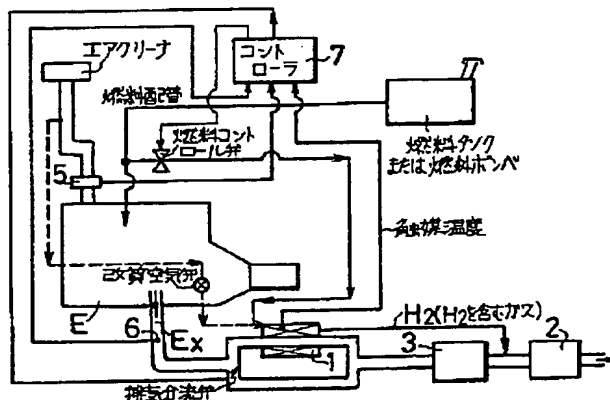 エアクリーナ
コント
ローラ
7
燃料配管
燃料コント
ロール弁
燃料タンク
または燃料ボンベ
5
触媒温度
2次空気弁
E
6
Ex
H2(H2を含むガス)
1
3
2
排気分流弁